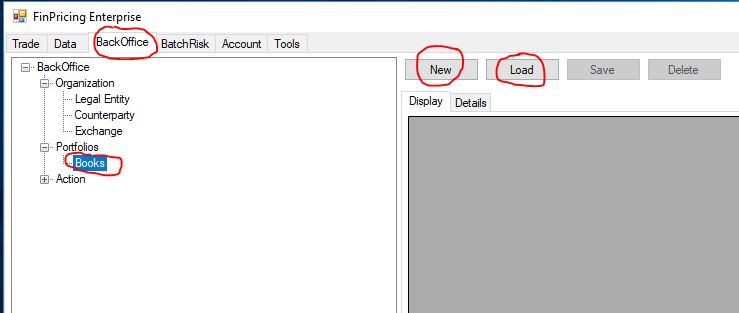 FinPricing Enterprise
Trade Data BackOffice BatchRisk Account Tools
BackOffice
Organization
Legal Entity
Counterparty
Exchange
Portfolios
Books
Action
New Load Save Delete
Display Details